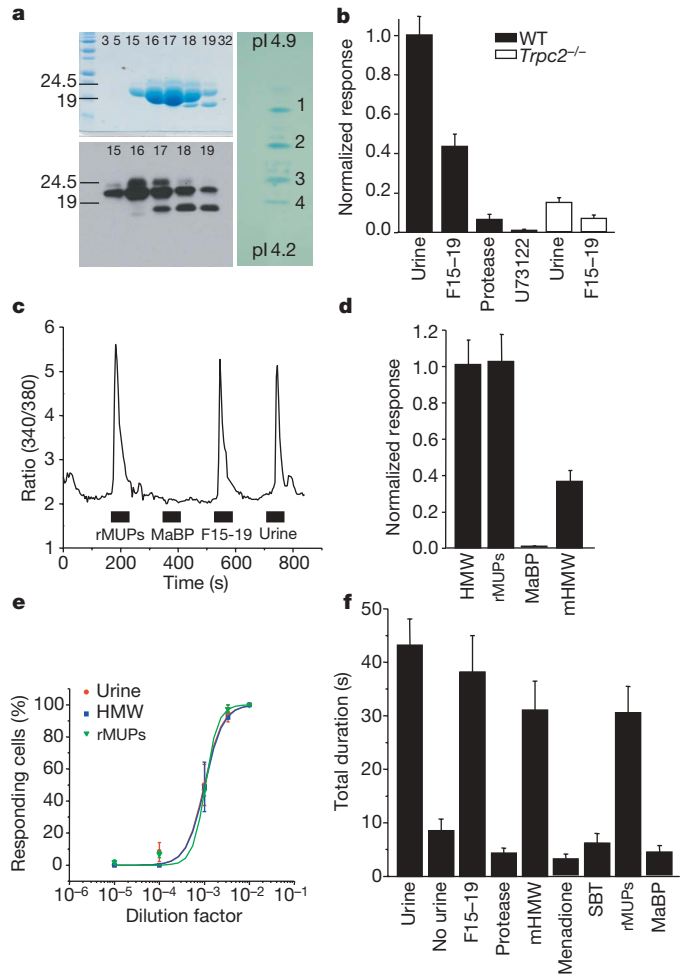 a
3 5 15 16 17 18 19 32
24.5
19
15 16 17 18 19
24.5
19
pI 4.9
1
2
3
4
pI 4.2
b
Normalized response
1.0
0.8
0.6
0.4
0.2
0
WT
Trpc2–/–
Urine
F15–19
Protease
U73122
Urine
F15–19
c
Ratio (340/380)
6
5
4
3
2
1
rMUPs MaBP F15-19 Urine
0 200 400 600 800
Time (s)
d
Normalized response
1.2
1.0
0.8
0.6
0.4
0.2
0.0
HMW
rMUPs
MaBP
mHMW
e
Urine
HMW
rMUPs
Responding cells (%)
100
80
60
40
20
0
10–6 10–5 10–4 10–3 10–2 10–1
Dilution factor
f
Total duration (s)
50
40
30
20
10
0
Urine
No urine
F15–19
Protease
mHMW
Menadione
SBT
rMUPs
MaBP